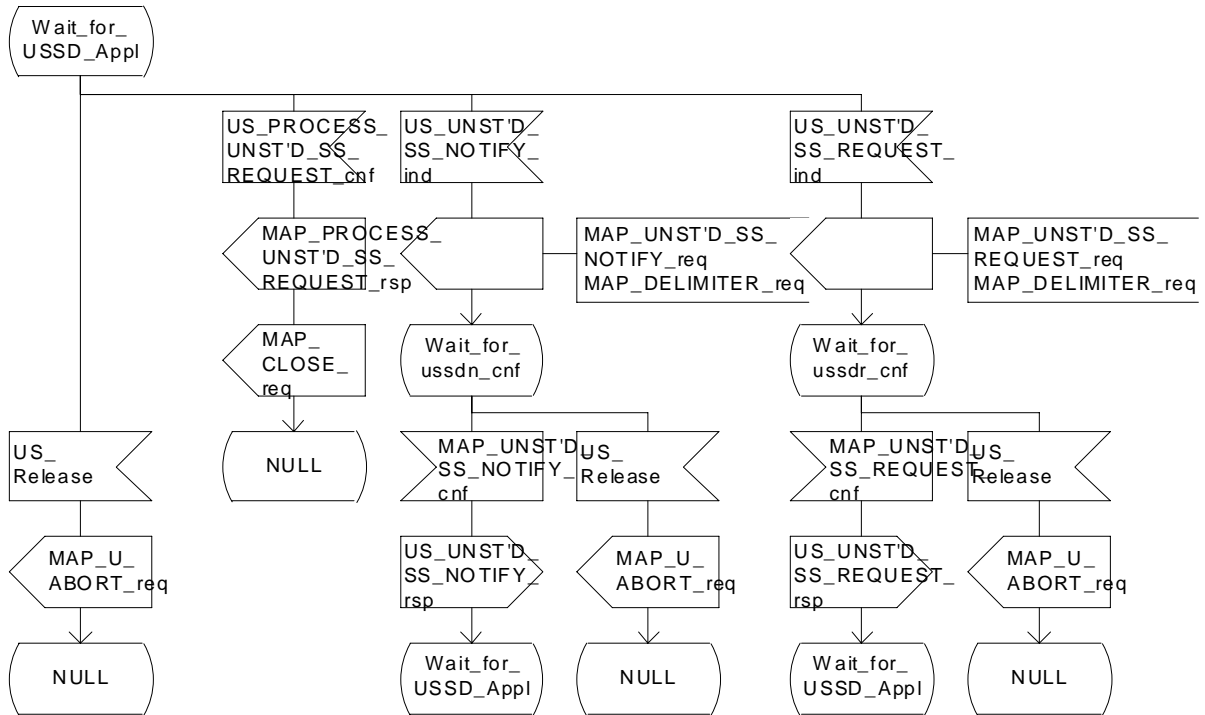 Wait_for_
USSD_Appl
US_PROCESS_
UNST'D_SS_
REQUEST_cnf
US_UNST'D_
SS_NOTIFY_
ind
US_UNST'D_
SS_REQUEST_
ind
MAP_PROCESS_
UNST'D_SS_
REQUEST_rsp
MAP_UNST'D_SS_
NOTIFY_req
MAP_DELIMITER_req
MAP_UNST'D_SS_
REQUEST_req
MAP_DELIMITER_req
MAP_
CLOSE_
req
Wait_for_
ussdn_cnf
Wait_for_
ussdr_cnf
US_
Release
NULL
MAP_UNST'D_
SS_NOTIFY_
cnf
US_
Release
MAP_UNST'D_
SS_REQUEST_
cnf
US_
Release
MAP_U_
ABORT_req
US_UNST'D_
SS_NOTIFY_
rsp
MAP_U_
ABORT_req
US_UNST'D_
SS_REQUEST_
rsp
MAP_U_
ABORT_req
NULL
Wait_for_
USSD_Appl
NULL
Wait_for_
USSD_Appl
NULL